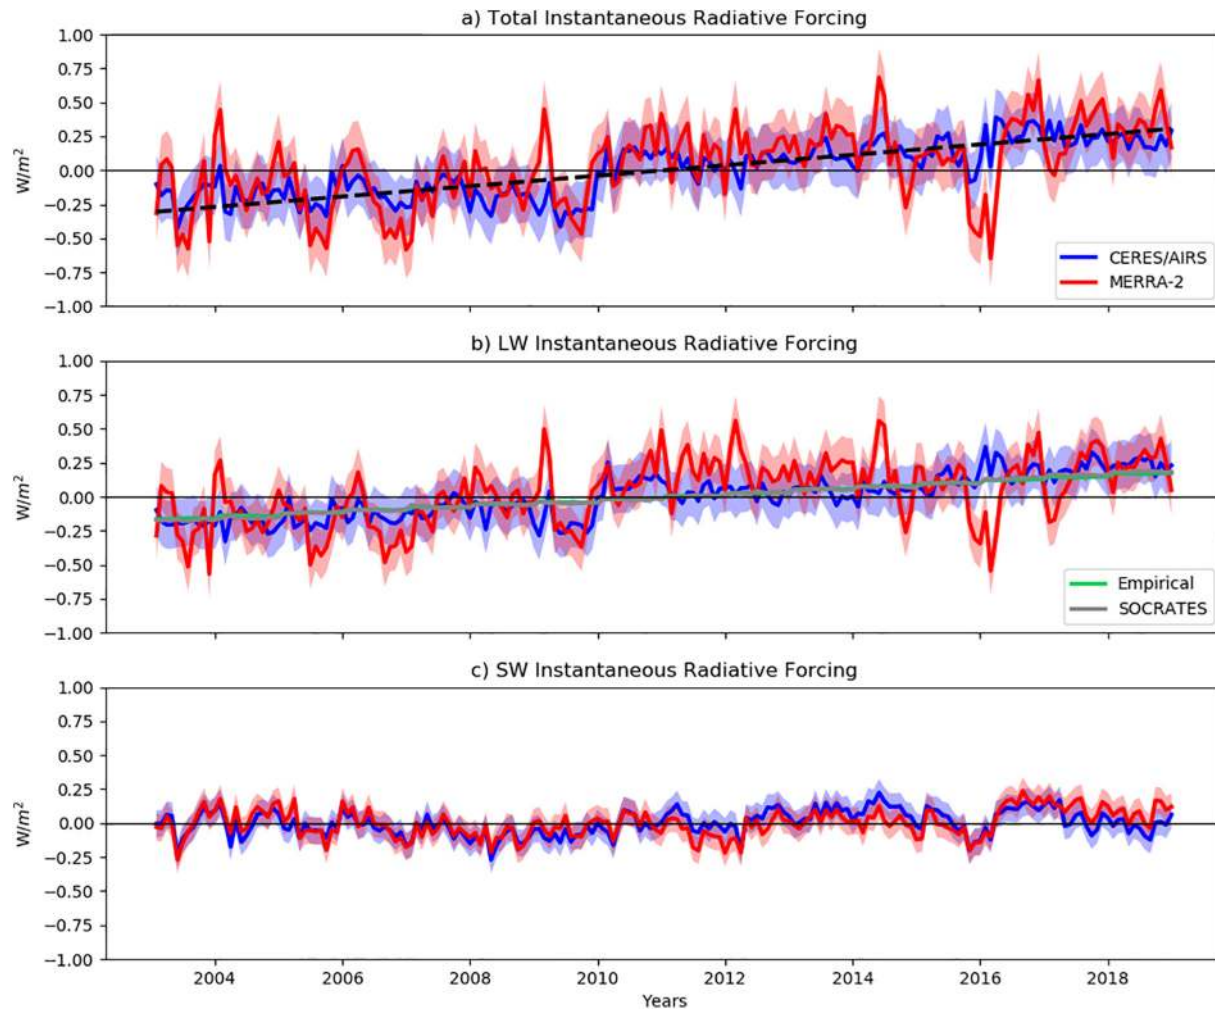 a) Total Instantaneous Radiative Forcing
1.00
0.75
0.50
0.25
0.00
−0.25
−0.50
−0.75
−1.00
W/m²
CERES/AIRS
MERRA-2
b) LW Instantaneous Radiative Forcing
1.00
0.75
0.50
0.25
0.00
−0.25
−0.50
−0.75
−1.00
W/m²
Empirical
SOCRATES
c) SW Instantaneous Radiative Forcing
1.00
0.75
0.50
0.25
0.00
−0.25
−0.50
−0.75
−1.00
W/m²
2004 2006 2008 2010 2012 2014 2016 2018
Years